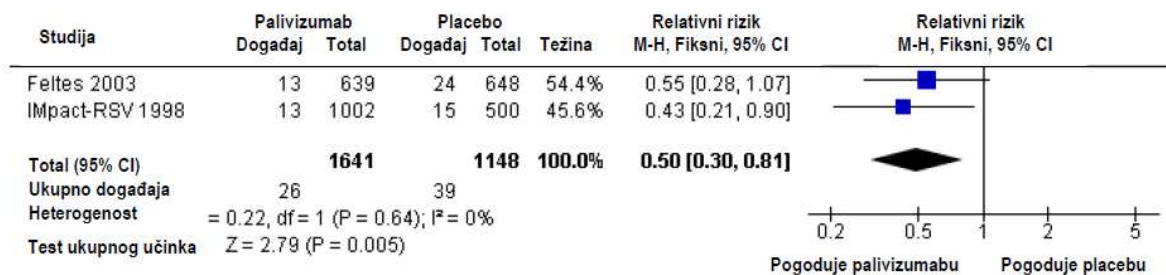 Palivizumab Placebo Relativni rizik Relativni rizik
Studija Događaj Total Događaj Total Težina M-H, Fiksni, 95% CI M-H, Fiksni, 95% CI
Feltes 2003 13 639 24 648 54.4% 0.55 [0.28, 1.07]
IMpact-RSV 1998 13 1002 15 500 45.6% 0.43 [0.21, 0.90]
Total (95% CI) 1641 1148 100.0% 0.50 [0.30, 0.81]
Ukupno događaja 26 39
Heterogenost = 0.22, df = 1 (P = 0.64); I² = 0%
Test ukupnog učinka Z = 2.79 (P = 0.005)
0.2 0.5 1 2 5
Pogoduje palivizumabu Pogoduje placebu